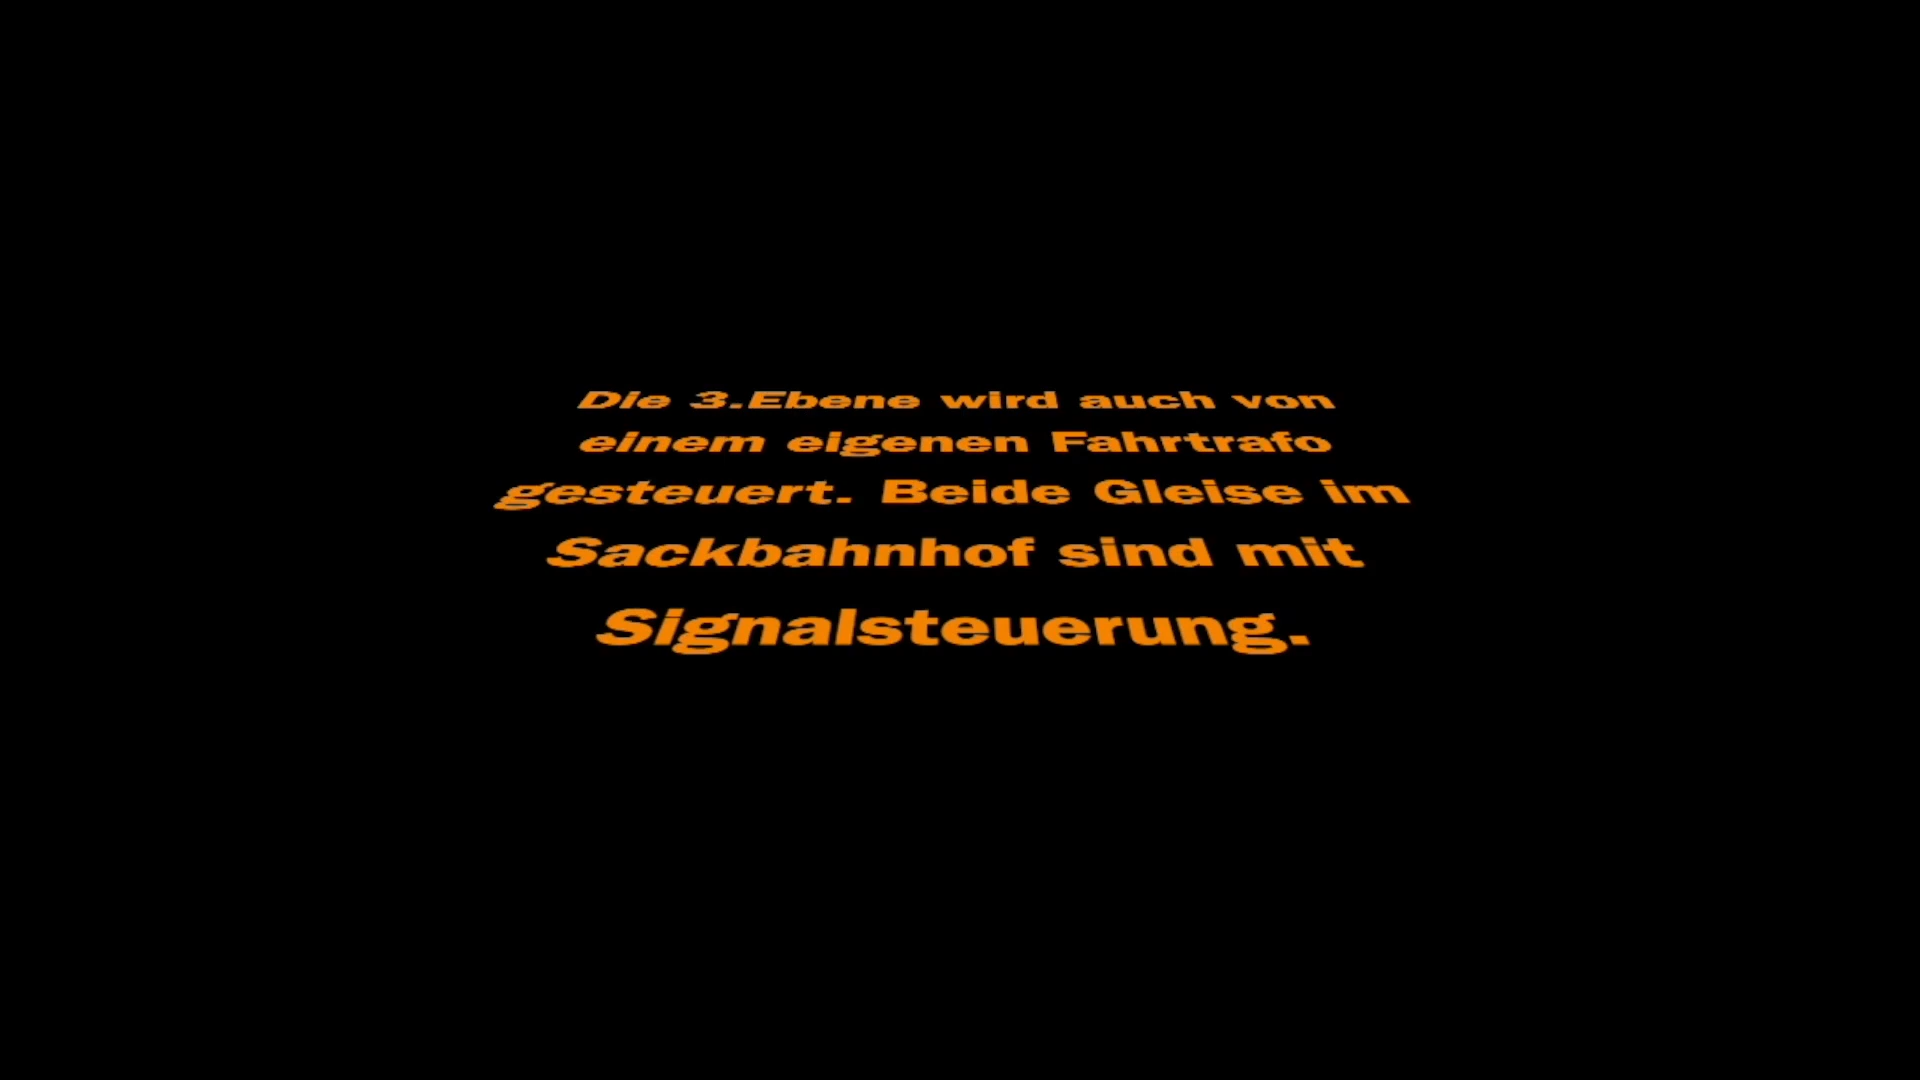 Die 3.Ebene wird auch von
einem eigenen Fahrtrafo
gesteuert. Beide Gleise im
Sackbahnhof sind mit
Signalsteuerung.